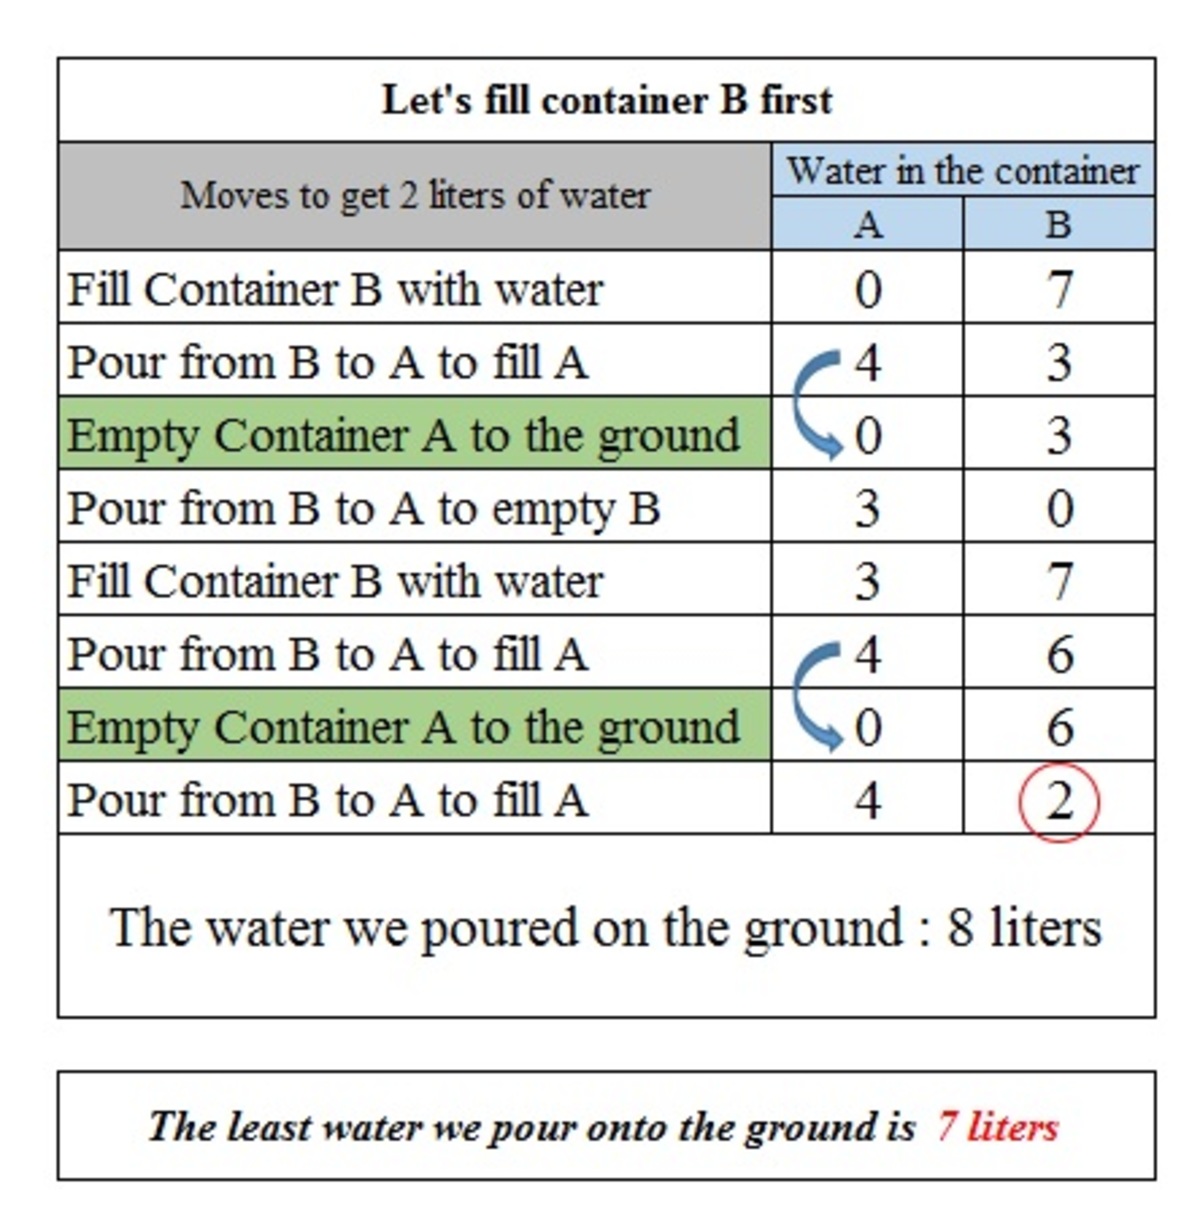 Let's fill container B first
Moves to get 2 liters of water
Water in the container
A B
Fill Container B with water 0 7
Pour from B to A to fill A 4 3
Empty Container A to the ground 0 3
Pour from B to A to empty B 3 0
Fill Container B with water 3 7
Pour from B to A to fill A 4 6
Empty Container A to the ground 0 6
Pour from B to A to fill A 4 2
The water we poured on the ground : 8 liters
The least water we pour onto the ground is 7 liters